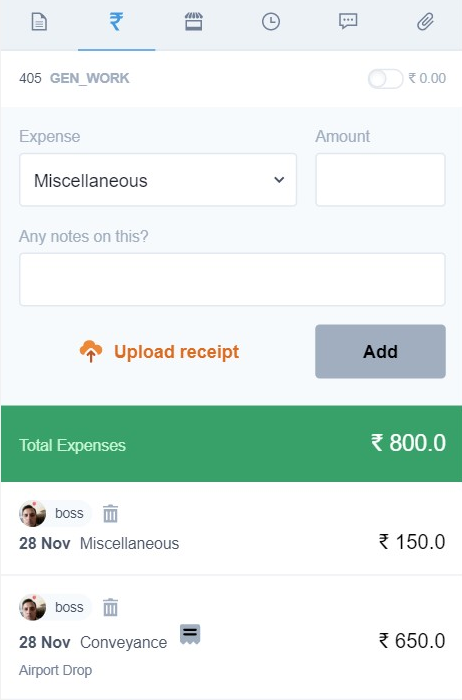 ₹
405 GEN_WORK ₹ 0.00
Expense Amount
Miscellaneous
Any notes on this?
Upload receipt Add
Total Expenses ₹ 800.0
boss
28 Nov Miscellaneous ₹ 150.0
boss
28 Nov Conveyance ₹ 650.0
Airport Drop